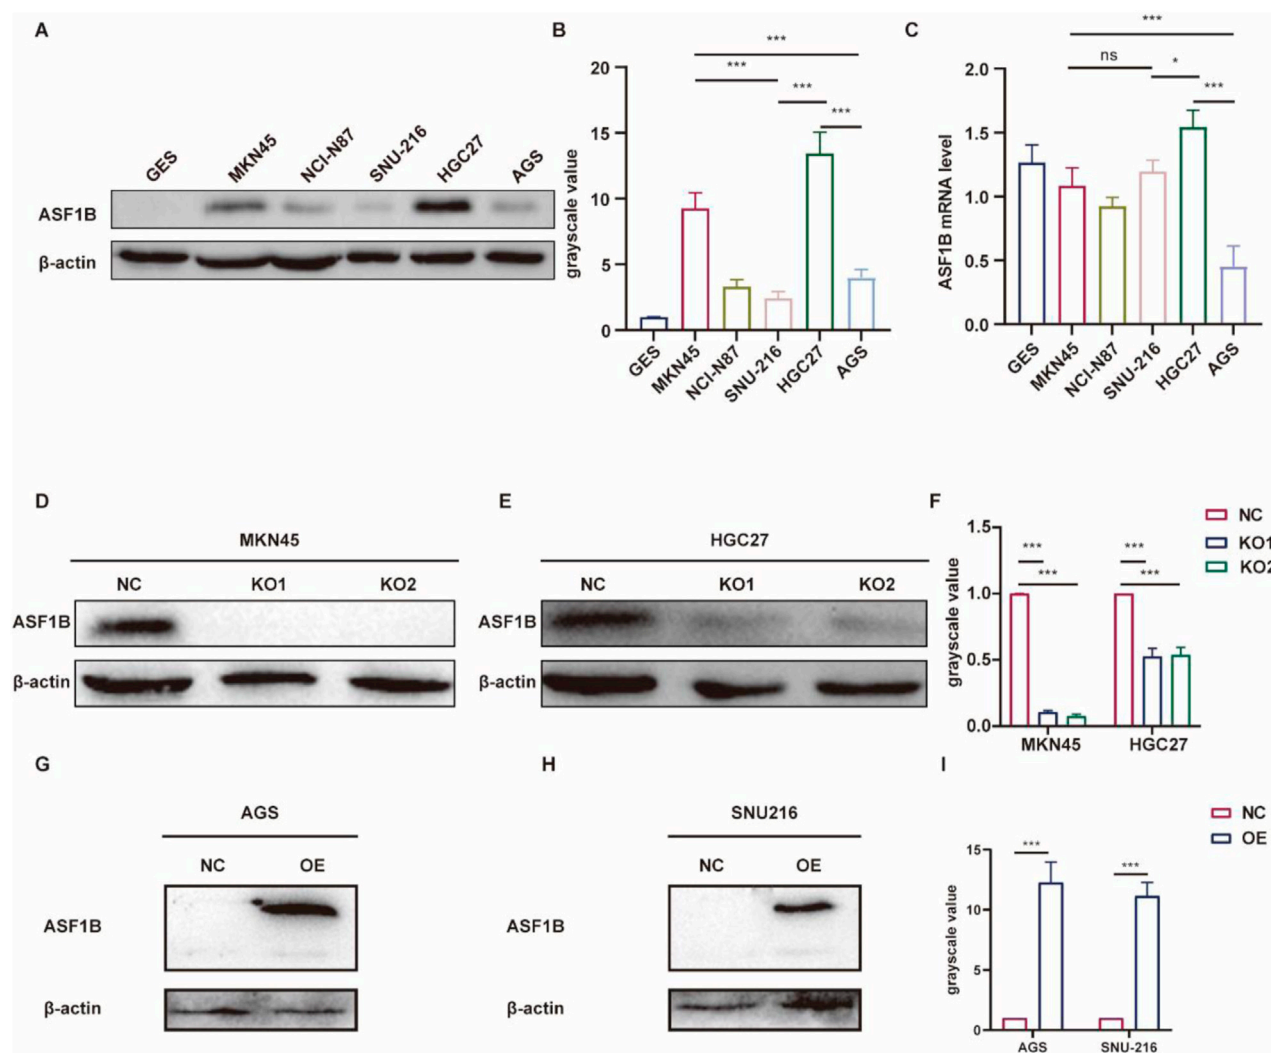 A
GES
MKN45
NCI-N87
SNU-216
HGC27
AGS
ASF1B
β-actin
B
***
***
***
***
20
15
10
5
0
grayscale value
GES
MKN45
NCI-N87
SNU-216
HGC27
AGS
C
***
ns
*
***
2.0
1.5
1.0
0.5
0.0
ASF1B mRNA level
GES
MKN45
NCI-N87
SNU-216
HGC27
AGS
D
MKN45
NC KO1 KO2
ASF1B
β-actin
E
HGC27
NC KO1 KO2
ASF1B
β-actin
F
NC
KO1
KO2
*** ***
*** ***
1.5
1.0
0.5
0.0
grayscale value
MKN45 HGC27
G
AGS
NC OE
ASF1B
β-actin
H
SNU216
NC OE
ASF1B
β-actin
I
NC
OE
***
***
15
10
5
0
grayscale value
AGS SNU-216